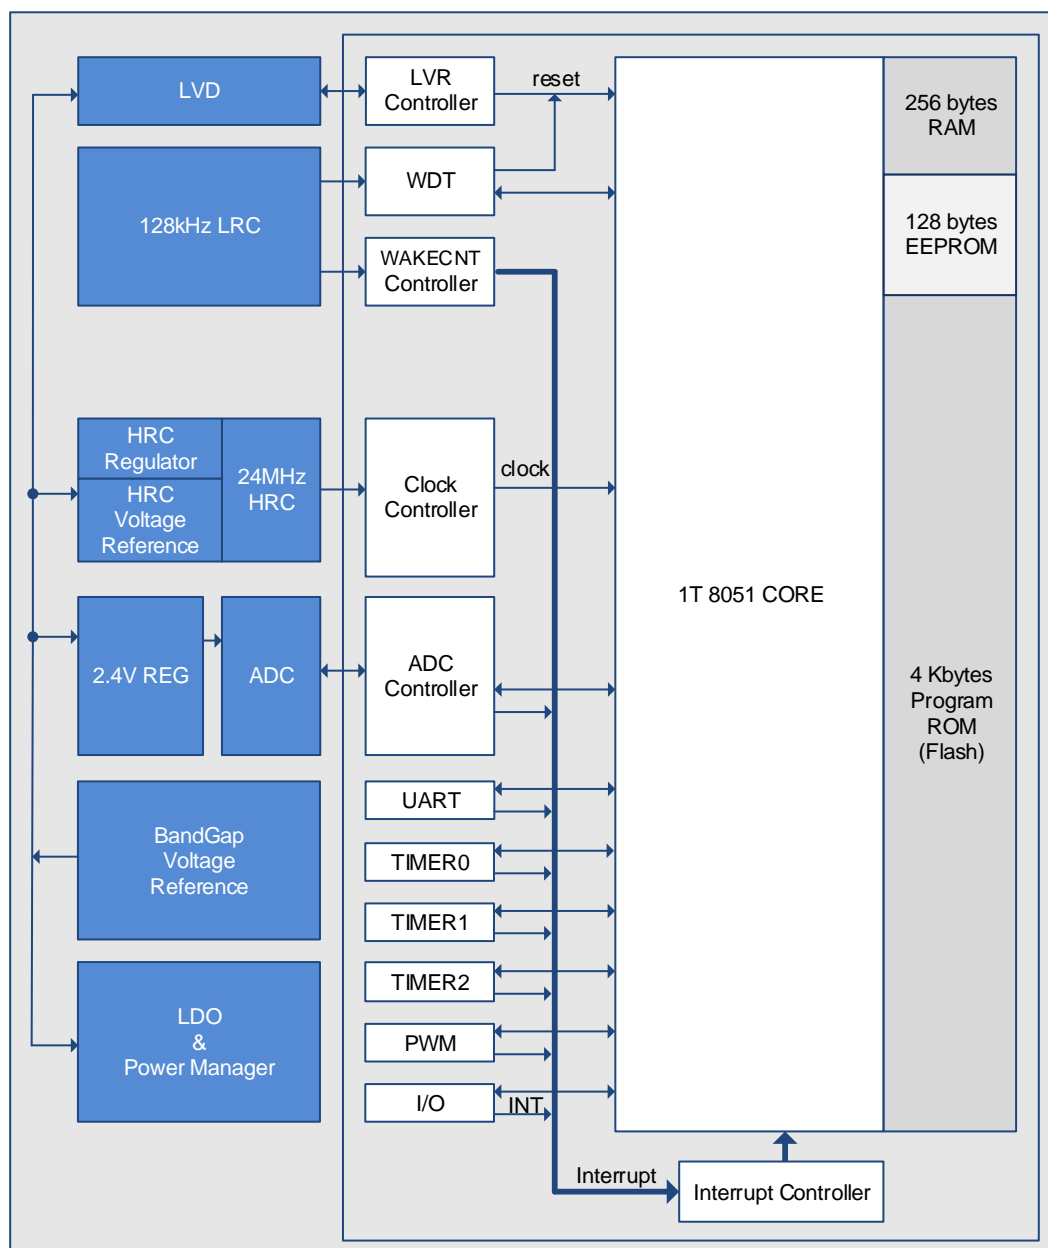 LVD
LVR
Controller
reset
256 bytes
RAM
128kHz LRC
WDT
WAKECNT
Controller
128 bytes
EEPROM
HRC
Regulator
HRC
Voltage
Reference
24MHz
HRC
Clock
Controller
clock
1T 8051 CORE
2.4V REG
ADC
ADC
Controller
4 Kbytes
Program
ROM
(Flash)
BandGap
Voltage
Reference
UART
TIMER0
TIMER1
LDO
&
Power Manager
TIMER2
PWM
I/O
INT
Interrupt
Interrupt Controller